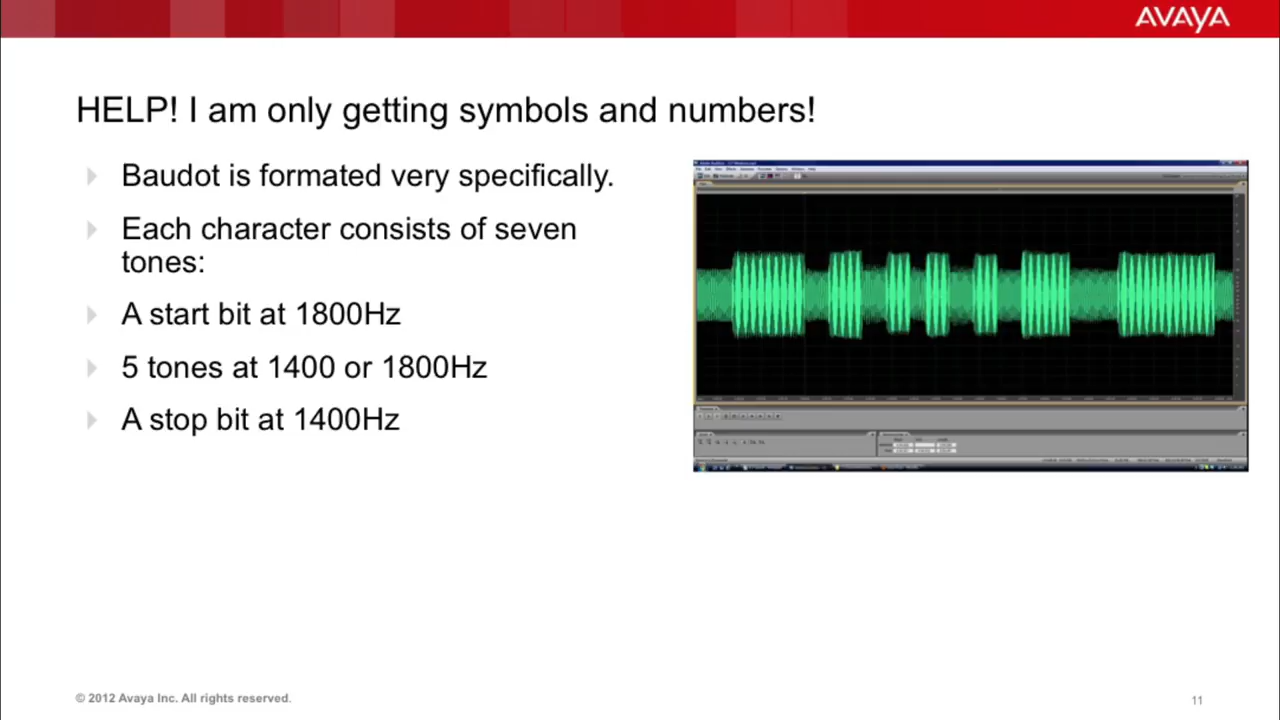 AVAYA
HELP! I am only getting symbols and numbers!
Baudot is formated very specifically.
Each character consists of seven
tones:
A start bit at 1800Hz
5 tones at 1400 or 1800Hz
A stop bit at 1400Hz
© 2012 Avaya Inc. All rights reserved.
11